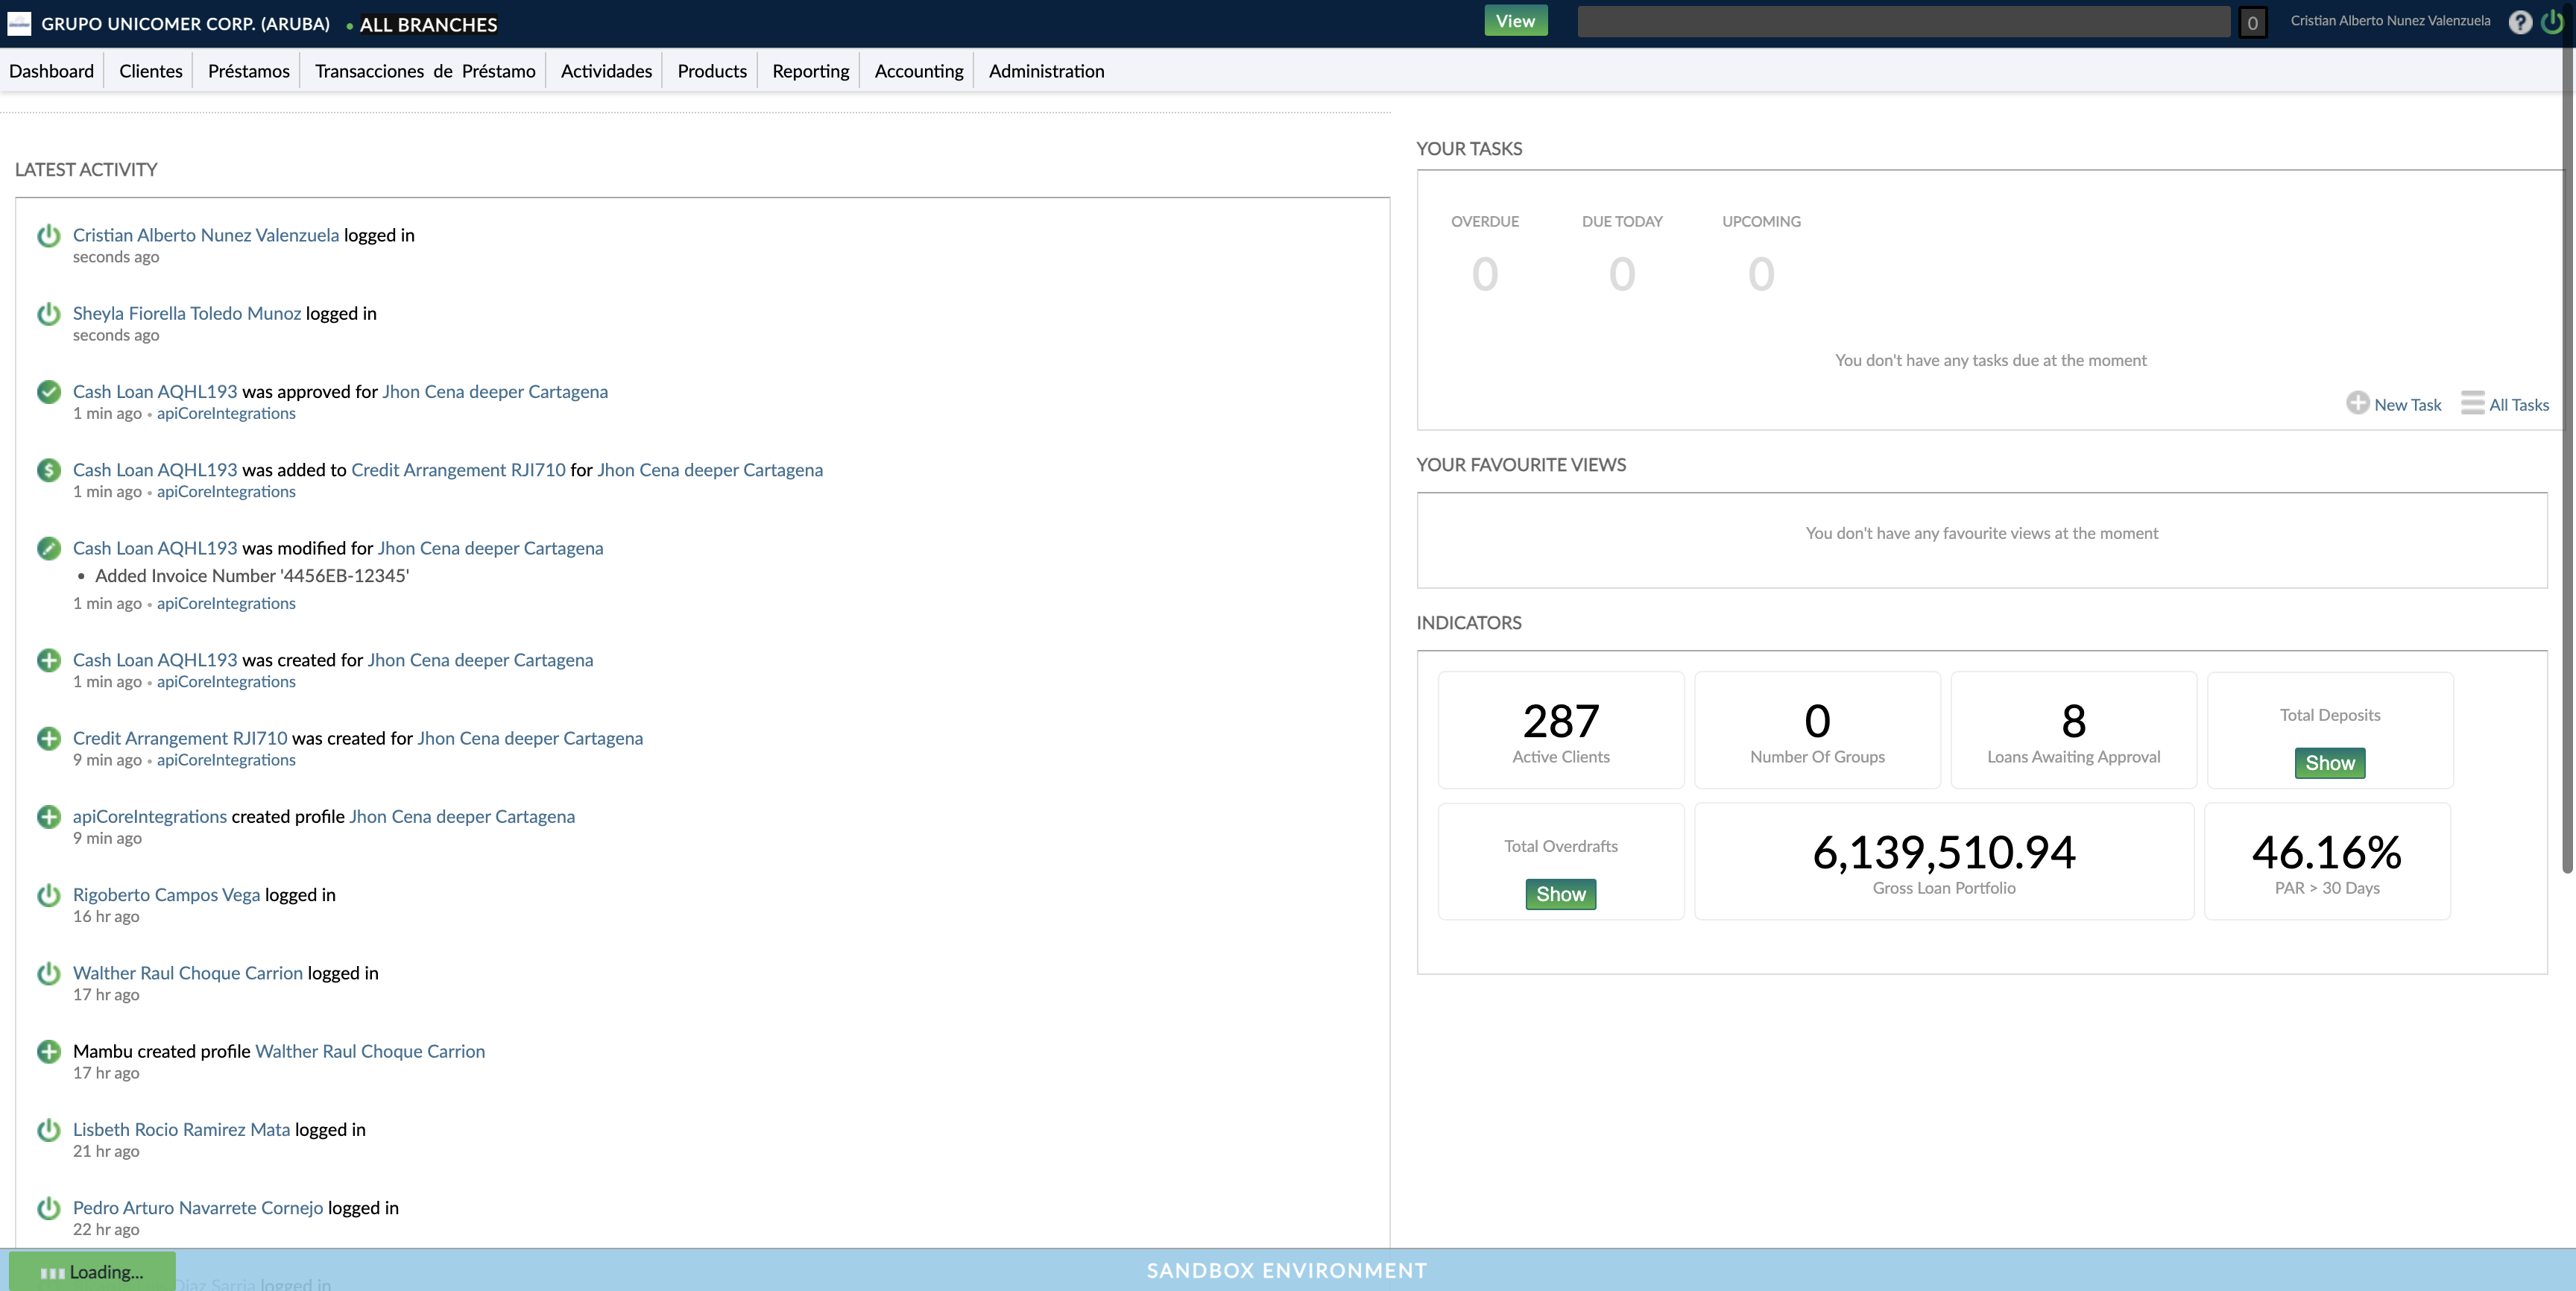 GRUPO UNICOMER CORP. (ARUBA) • ALL BRANCHES
View
0
Cristian Alberto Nunez Valenzuela
?
Dashboard
Clientes
Préstamos
Transacciones de Préstamo
Actividades
Products
Reporting
Accounting
Administration
LATEST ACTIVITY
Cristian Alberto Nunez Valenzuela logged in
seconds ago
Sheyla Fiorella Toledo Munoz logged in
seconds ago
Cash Loan AQHL193 was approved for Jhon Cena deeper Cartagena
1 min ago • apiCoreIntegrations
Cash Loan AQHL193 was added to Credit Arrangement RJI710 for Jhon Cena deeper Cartagena
1 min ago • apiCoreIntegrations
Cash Loan AQHL193 was modified for Jhon Cena deeper Cartagena
• Added Invoice Number '4456EB-12345'
1 min ago • apiCoreIntegrations
Cash Loan AQHL193 was created for Jhon Cena deeper Cartagena
1 min ago • apiCoreIntegrations
Credit Arrangement RJI710 was created for Jhon Cena deeper Cartagena
9 min ago • apiCoreIntegrations
apiCoreIntegrations created profile Jhon Cena deeper Cartagena
9 min ago
Rigoberto Campos Vega logged in
16 hr ago
Walther Raul Choque Carrion logged in
17 hr ago
Mambu created profile Walther Raul Choque Carrion
17 hr ago
Lisbeth Rocio Ramirez Mata logged in
21 hr ago
Pedro Arturo Navarrete Cornejo logged in
22 hr ago
Diaz Sarria logged in
Loading...
YOUR TASKS
OVERDUE
DUE TODAY
UPCOMING
0
0
0
You don't have any tasks due at the moment
New Task
All Tasks
YOUR FAVOURITE VIEWS
You don't have any favourite views at the moment
INDICATORS
287
Active Clients
0
Number Of Groups
8
Loans Awaiting Approval
Total Deposits
Show
Total Overdrafts
Show
6,139,510.94
Gross Loan Portfolio
46.16%
PAR > 30 Days
SANDBOX ENVIRONMENT